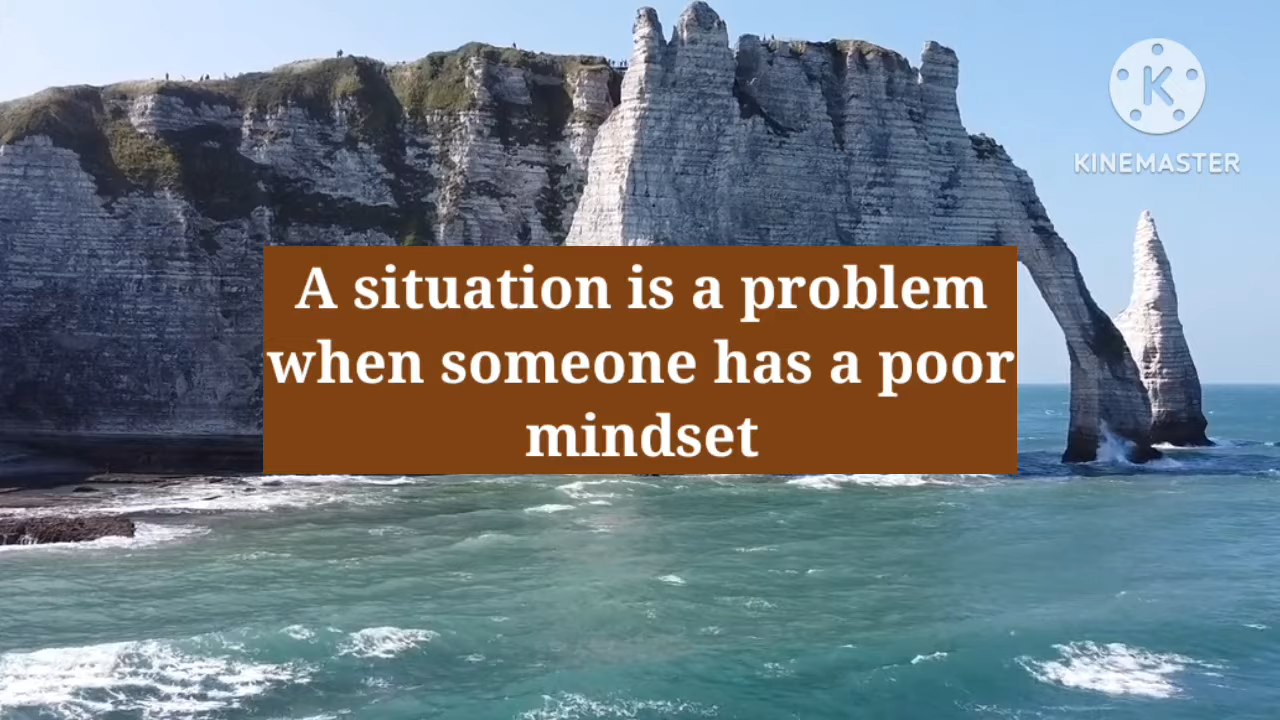 K
KINEMASTER
A situation is a problem
when someone has a poor
mindset